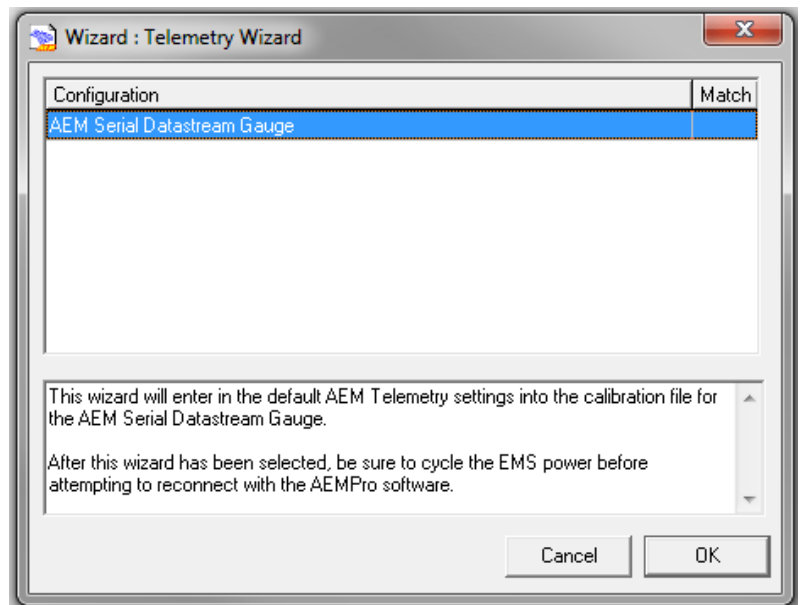 Wizard : Telemetry Wizard
Configuration Match
AEM Serial Datastream Gauge
This wizard will enter in the default AEM Telemetry settings into the calibration file for
the AEM Serial Datastream Gauge.
After this wizard has been selected, be sure to cycle the EMS power before
attempting to reconnect with the AEMPro software.
Cancel OK